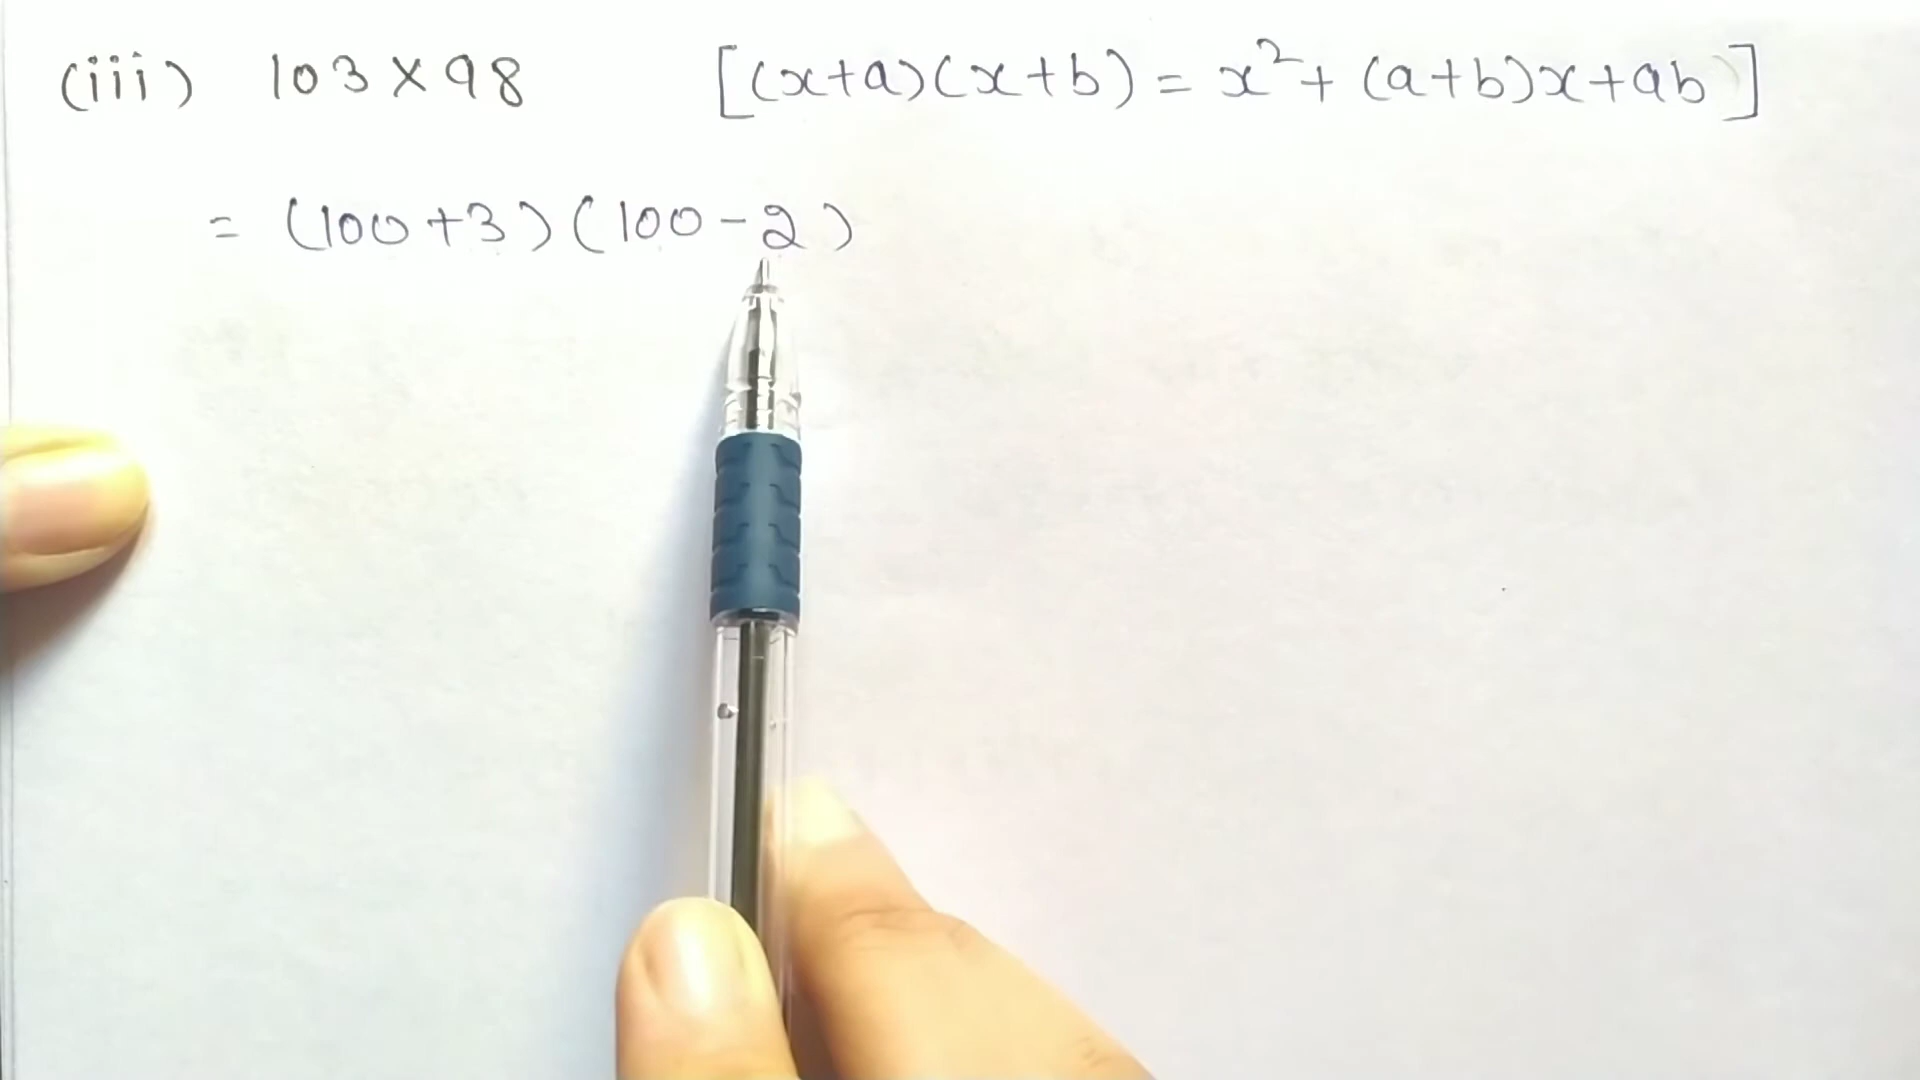 (iii) 103 × 98 [(x+a)(x+b) = x² + (a+b)x + ab]
= (100 + 3) (100 - 2)